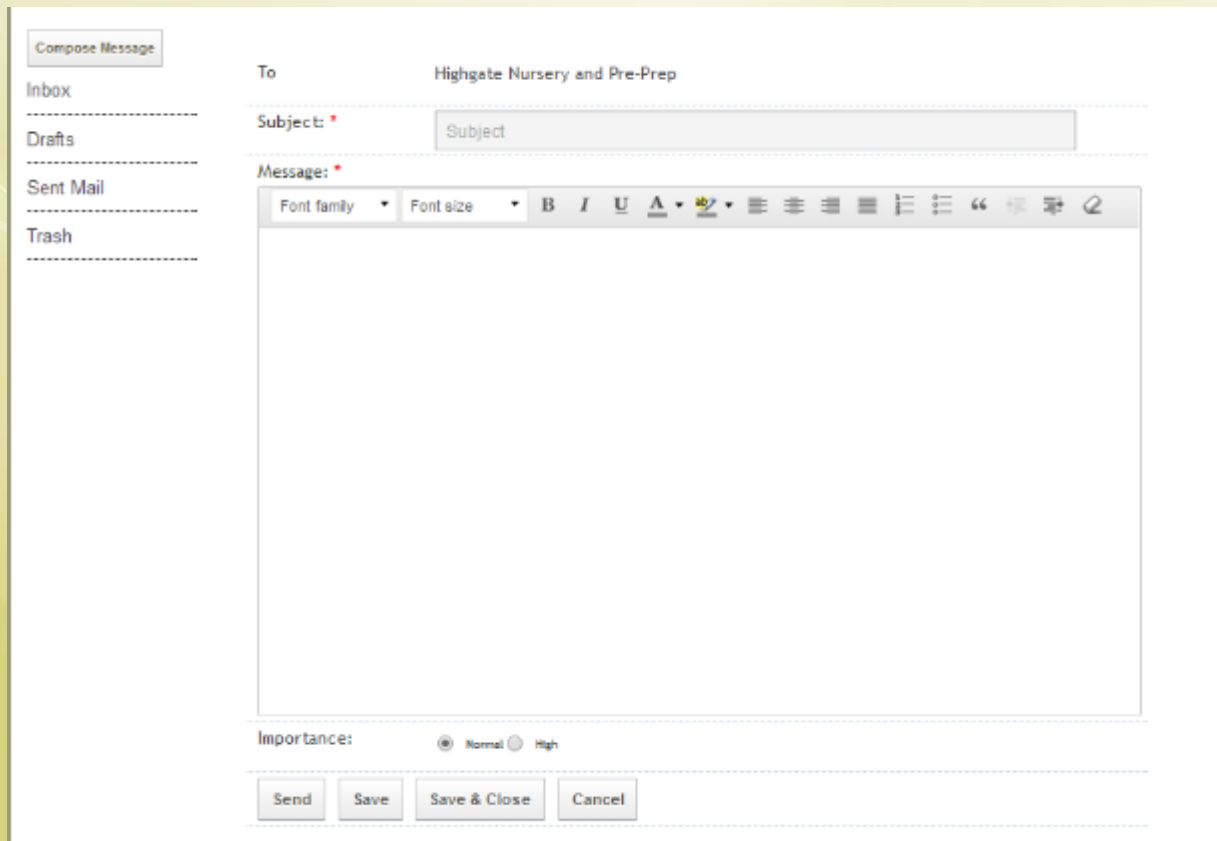 Compose Message
Inbox
Drafts
Sent Mail
Trash
To Highgate Nursery and Pre-Prep
Subject: * Subject
Message: *
Font family Font size B I U A
Importance: Normal High
Send Save Save & Close Cancel